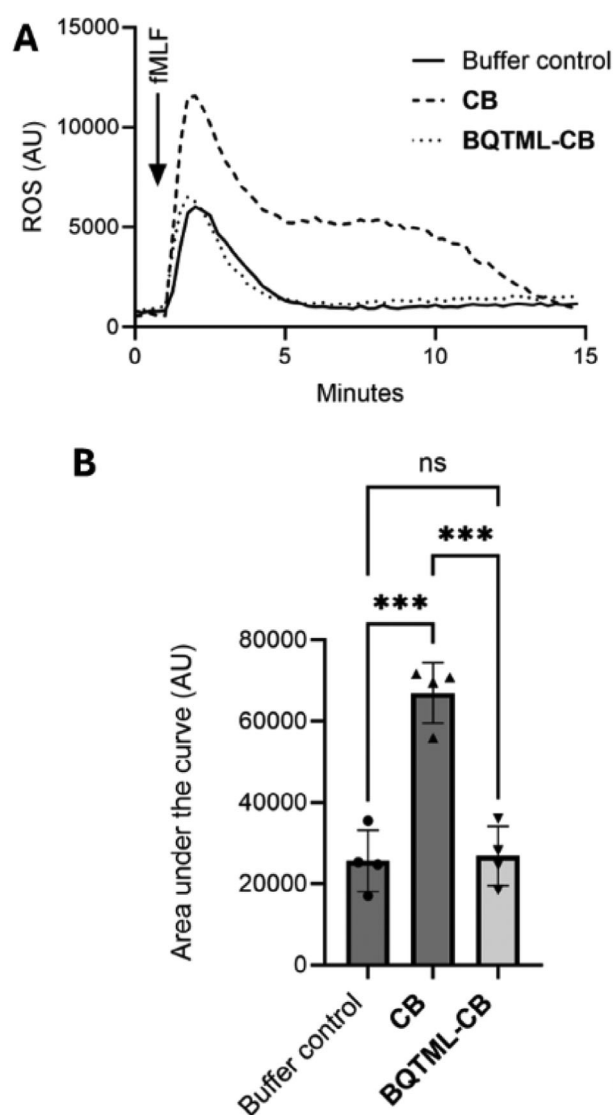 A
ROS (AU)
15000
10000
5000
0
fMLF
Buffer control
CB
BQTML-CB
0
5
10
15
Minutes
B
ns
***
***
Area under the curve (AU)
80000
60000
40000
20000
0
Buffer control
CB
BQTML-CB